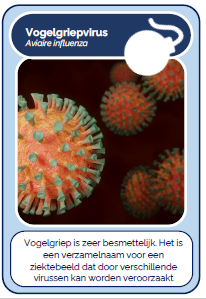 Vogelgriepvirus
Aviaire influenza
Vogelgriep is zeer besmettelijk. Het is
een verzamelnaam voor een
ziektebeeld dat door verschillende
virussen kan worden veroorzaakt